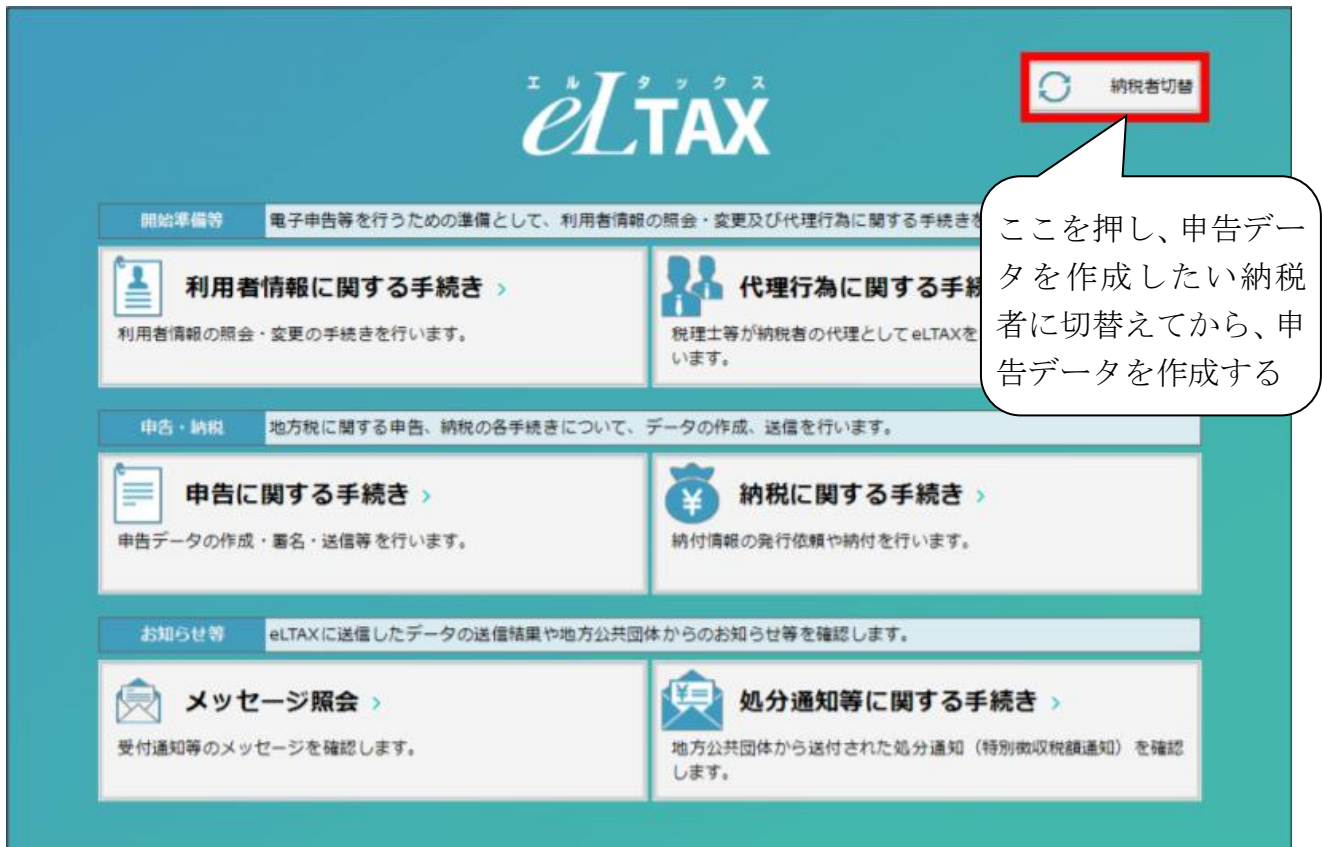 エルタックス
eLTAX
納税者切替
ここを押し、申告デー
タを作成したい納税
者に切替えてから、申
告データを作成する
開始準備等
電子申告等を行うための準備として、利用者情報の照会・変更及び代理行為に関する手続きを
利用者情報に関する手続き
利用者情報の照会・変更の手続きを行います。
代理行為に関する手続
税理士等が納税者の代理としてeLTAXを
います。
申告・納税
地方税に関する申告、納税の各手続きについて、データの作成、送信を行います。
申告に関する手続き
申告データの作成・署名・送信等を行います。
納税に関する手続き
納付情報の発行依頼や納付を行います。
お知らせ等
eLTAXに送信したデータの送信結果や地方公共団体からのお知らせ等を確認します。
メッセージ照会
受付通知等のメッセージを確認します。
処分通知等に関する手続き
地方公共団体から送付された処分通知（特別徴収税額通知）を確認
します。